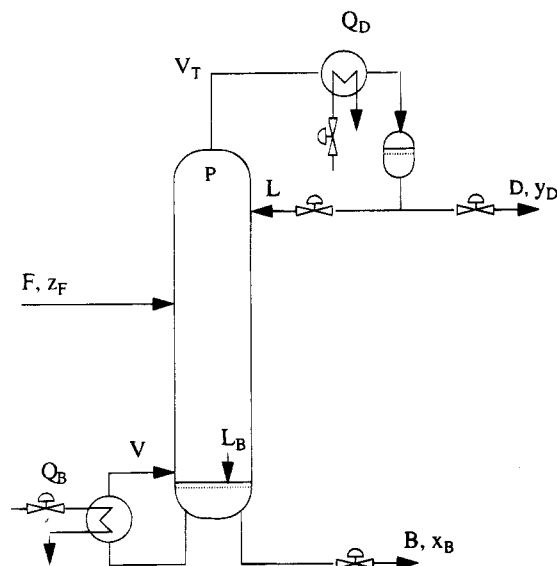 Q_D
V_T
P
L
D, y_D
F, z_F
V
L_B
Q_B
B, x_B